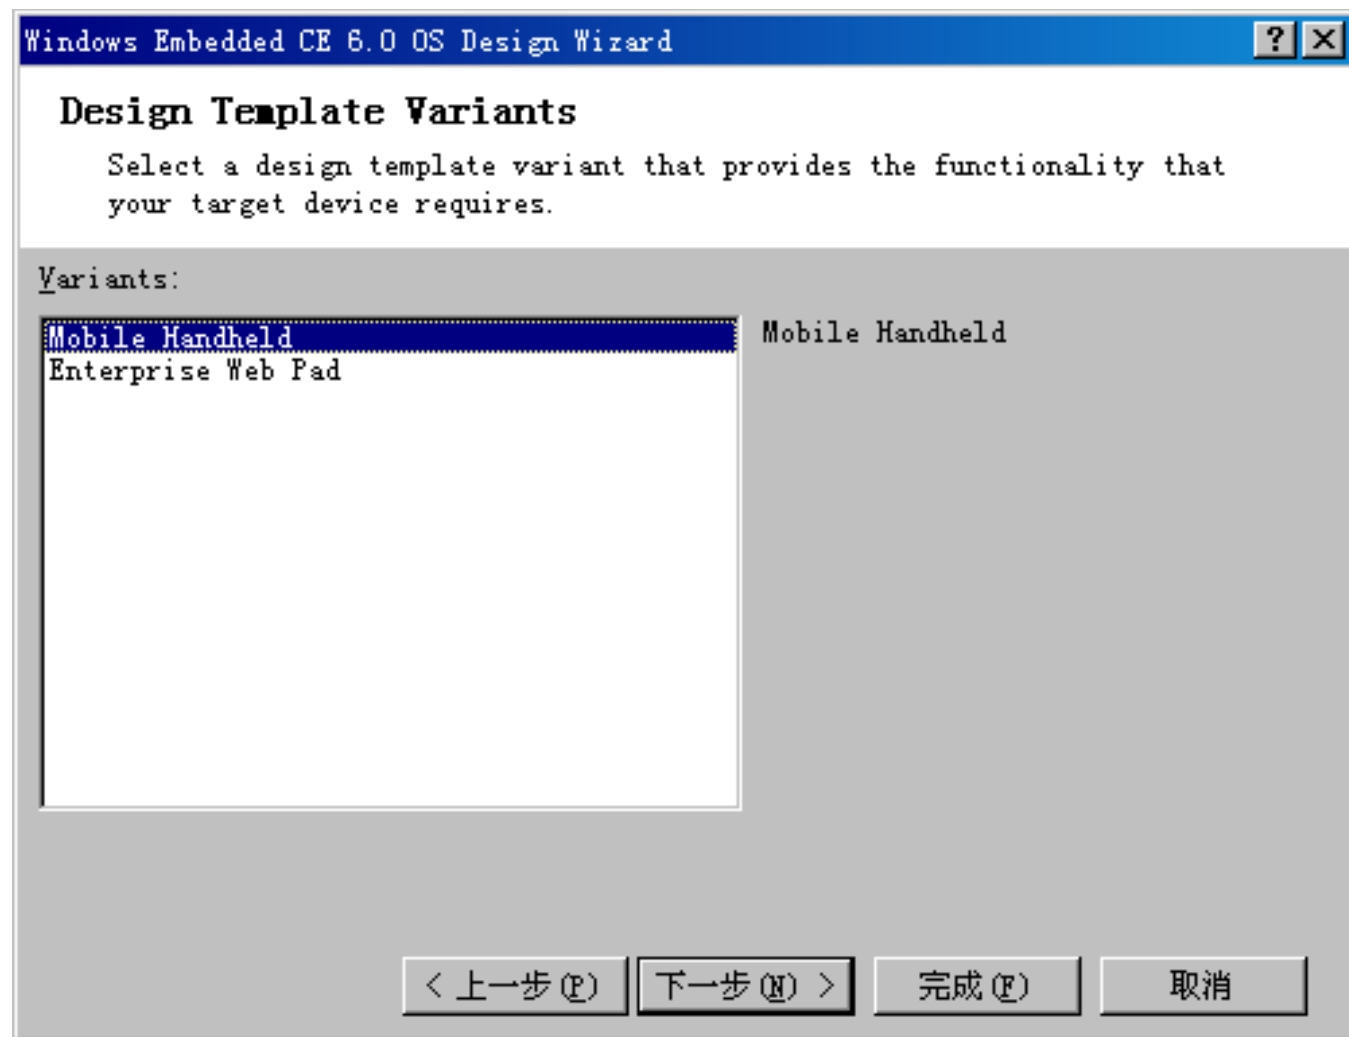 Windows Embedded CE 6.0 OS Design Wizard
Design Template Variants
Select a design template variant that provides the functionality that
your target device requires.
Variants:
Mobile Handheld
Enterprise Web Pad
Mobile Handheld
< 上一步(P)
下一步(N) >
完成(F)
取消